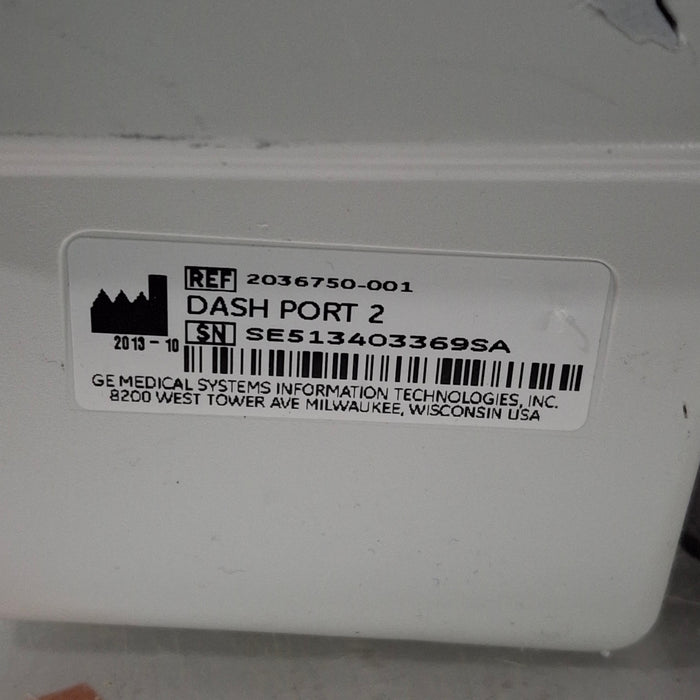 REF 2036750-001
DASH PORT 2
SN SE513403369SA
2013-10
GE MEDICAL SYSTEMS INFORMATION TECHNOLOGIES, INC.
8200 WEST TOWER AVE MILWAUKEE, WISCONSIN USA